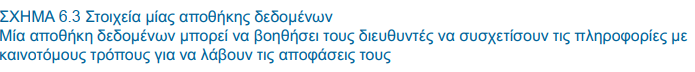 ΣΧΗΜΑ 6.3 Στοιχεία μίας αποθήκης δεδομένων
Μία αποθήκη δεδομένων μπορεί να βοηθήσει τους διευθυντές να συσχετίσουν τις πληροφορίες με
καινοτόμους τρόπους για να λάβουν τις αποφάσεις τους